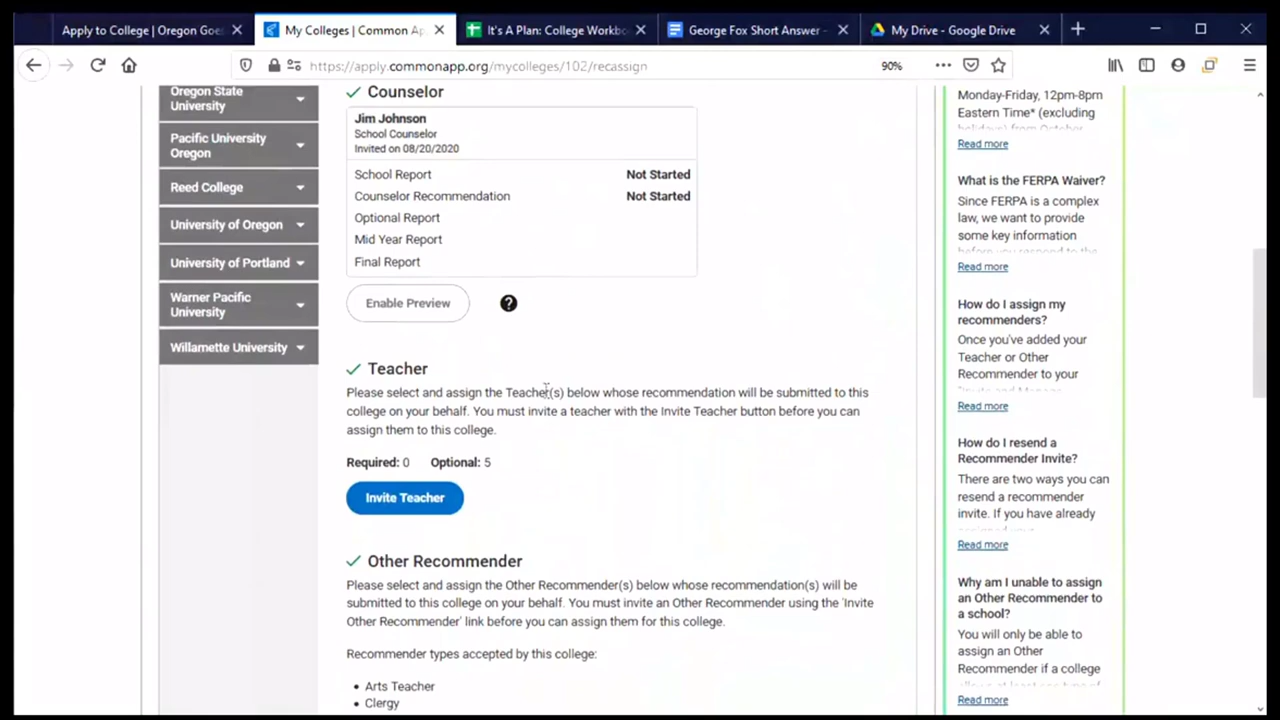 Apply to College | Oregon Goes
My Colleges | Common Ap
It's A Plan: College Workbo
George Fox Short Answer -
My Drive - Google Drive
https://apply.commonapp.org/mycolleges/102/recassign
90%
Oregon State
University
Pacific University
Oregon
Reed College
University of Oregon
University of Portland
Warner Pacific
University
Willamette University
Counselor
Jim Johnson
School Counselor
Invited on 08/20/2020
School Report Not Started
Counselor Recommendation Not Started
Optional Report
Mid Year Report
Final Report
Enable Preview ?
Teacher
Please select and assign the Teacher(s) below whose recommendation will be submitted to this
college on your behalf. You must invite a teacher with the Invite Teacher button before you can
assign them to this college.
Required: 0 Optional: 5
Invite Teacher
Other Recommender
Please select and assign the Other Recommender(s) below whose recommendation(s) will be
submitted to this college on your behalf. You must invite an Other Recommender using the 'Invite
Other Recommender' link before you can assign them for this college.
Recommender types accepted by this college:
• Arts Teacher
• Clergy
Monday-Friday, 12pm-8pm
Eastern Time* (excluding
holidays) from October
Read more
What is the FERPA Waiver?
Since FERPA is a complex
law, we want to provide
some key information
before you respond to the
Read more
How do I assign my
recommenders?
Once you've added your
Teacher or Other
Recommender to your
"Invite and Manage
Read more
How do I resend a
Recommender Invite?
There are two ways you can
resend a recommender
invite. If you have already
Read more
Why am I unable to assign
an Other Recommender to
a school?
You will only be able to
assign an Other
Recommender if a college
Read more